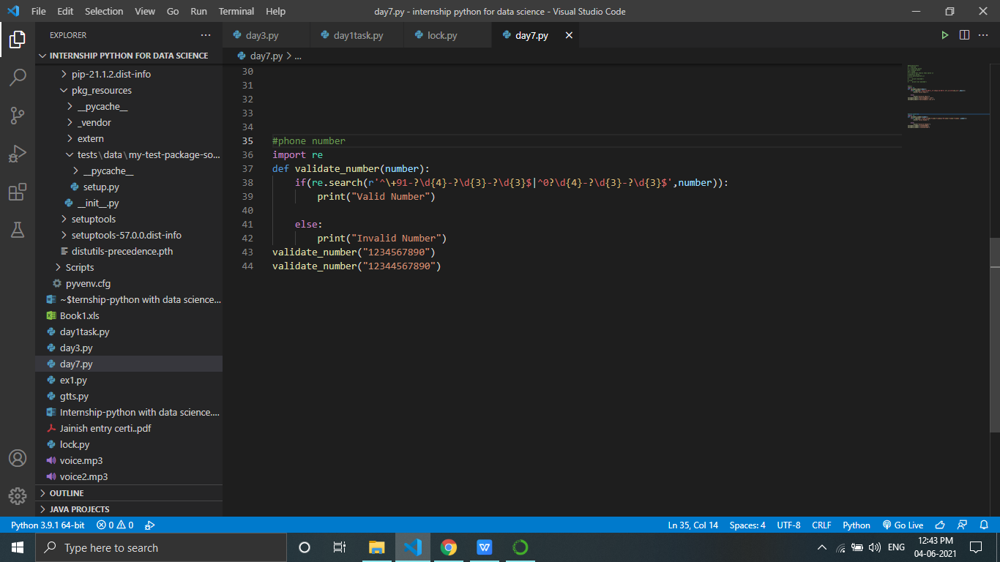 File Edit Selection View Go Run Terminal Help day7.py - internship python for data science - Visual Studio Code
EXPLORER
day3.py day1task.py lock.py day7.py
INTERNSHIP PYTHON FOR DATA SCIENCE
day7.py > ...
pip-21.1.2.dist-info
pkg_resources
__pycache__
_vendor
extern
tests\data\my-test-package-so...
__pycache__
setup.py
__init__.py
setuptools
setuptools-57.0.0.dist-info
distutils-precedence.pth
Scripts
pyvenv.cfg
~$ternship-python with data science...
Book1.xls
day1task.py
day3.py
day7.py
ex1.py
gtts.py
Internship-python with data science....
Jainish entry certi..pdf
lock.py
voice.mp3
voice2.mp3
OUTLINE
JAVA PROJECTS
30
31
32
33
34
35 #phone number
36 import re
37 def validate_number(number):
38     if(re.search(r'^\+91-?\d{4}-?\d{3}-?\d{3}$|^0?\d{4}-?\d{3}-?\d{3}$',number)):
39         print("Valid Number")
40
41     else:
42         print("Invalid Number")
43 validate_number("1234567890")
44 validate_number("12344567890")
Python 3.9.1 64-bit 0 0 Ln 35, Col 14 Spaces: 4 UTF-8 CRLF Python Go Live
Type here to search
ENG 12:43 PM
04-06-2021